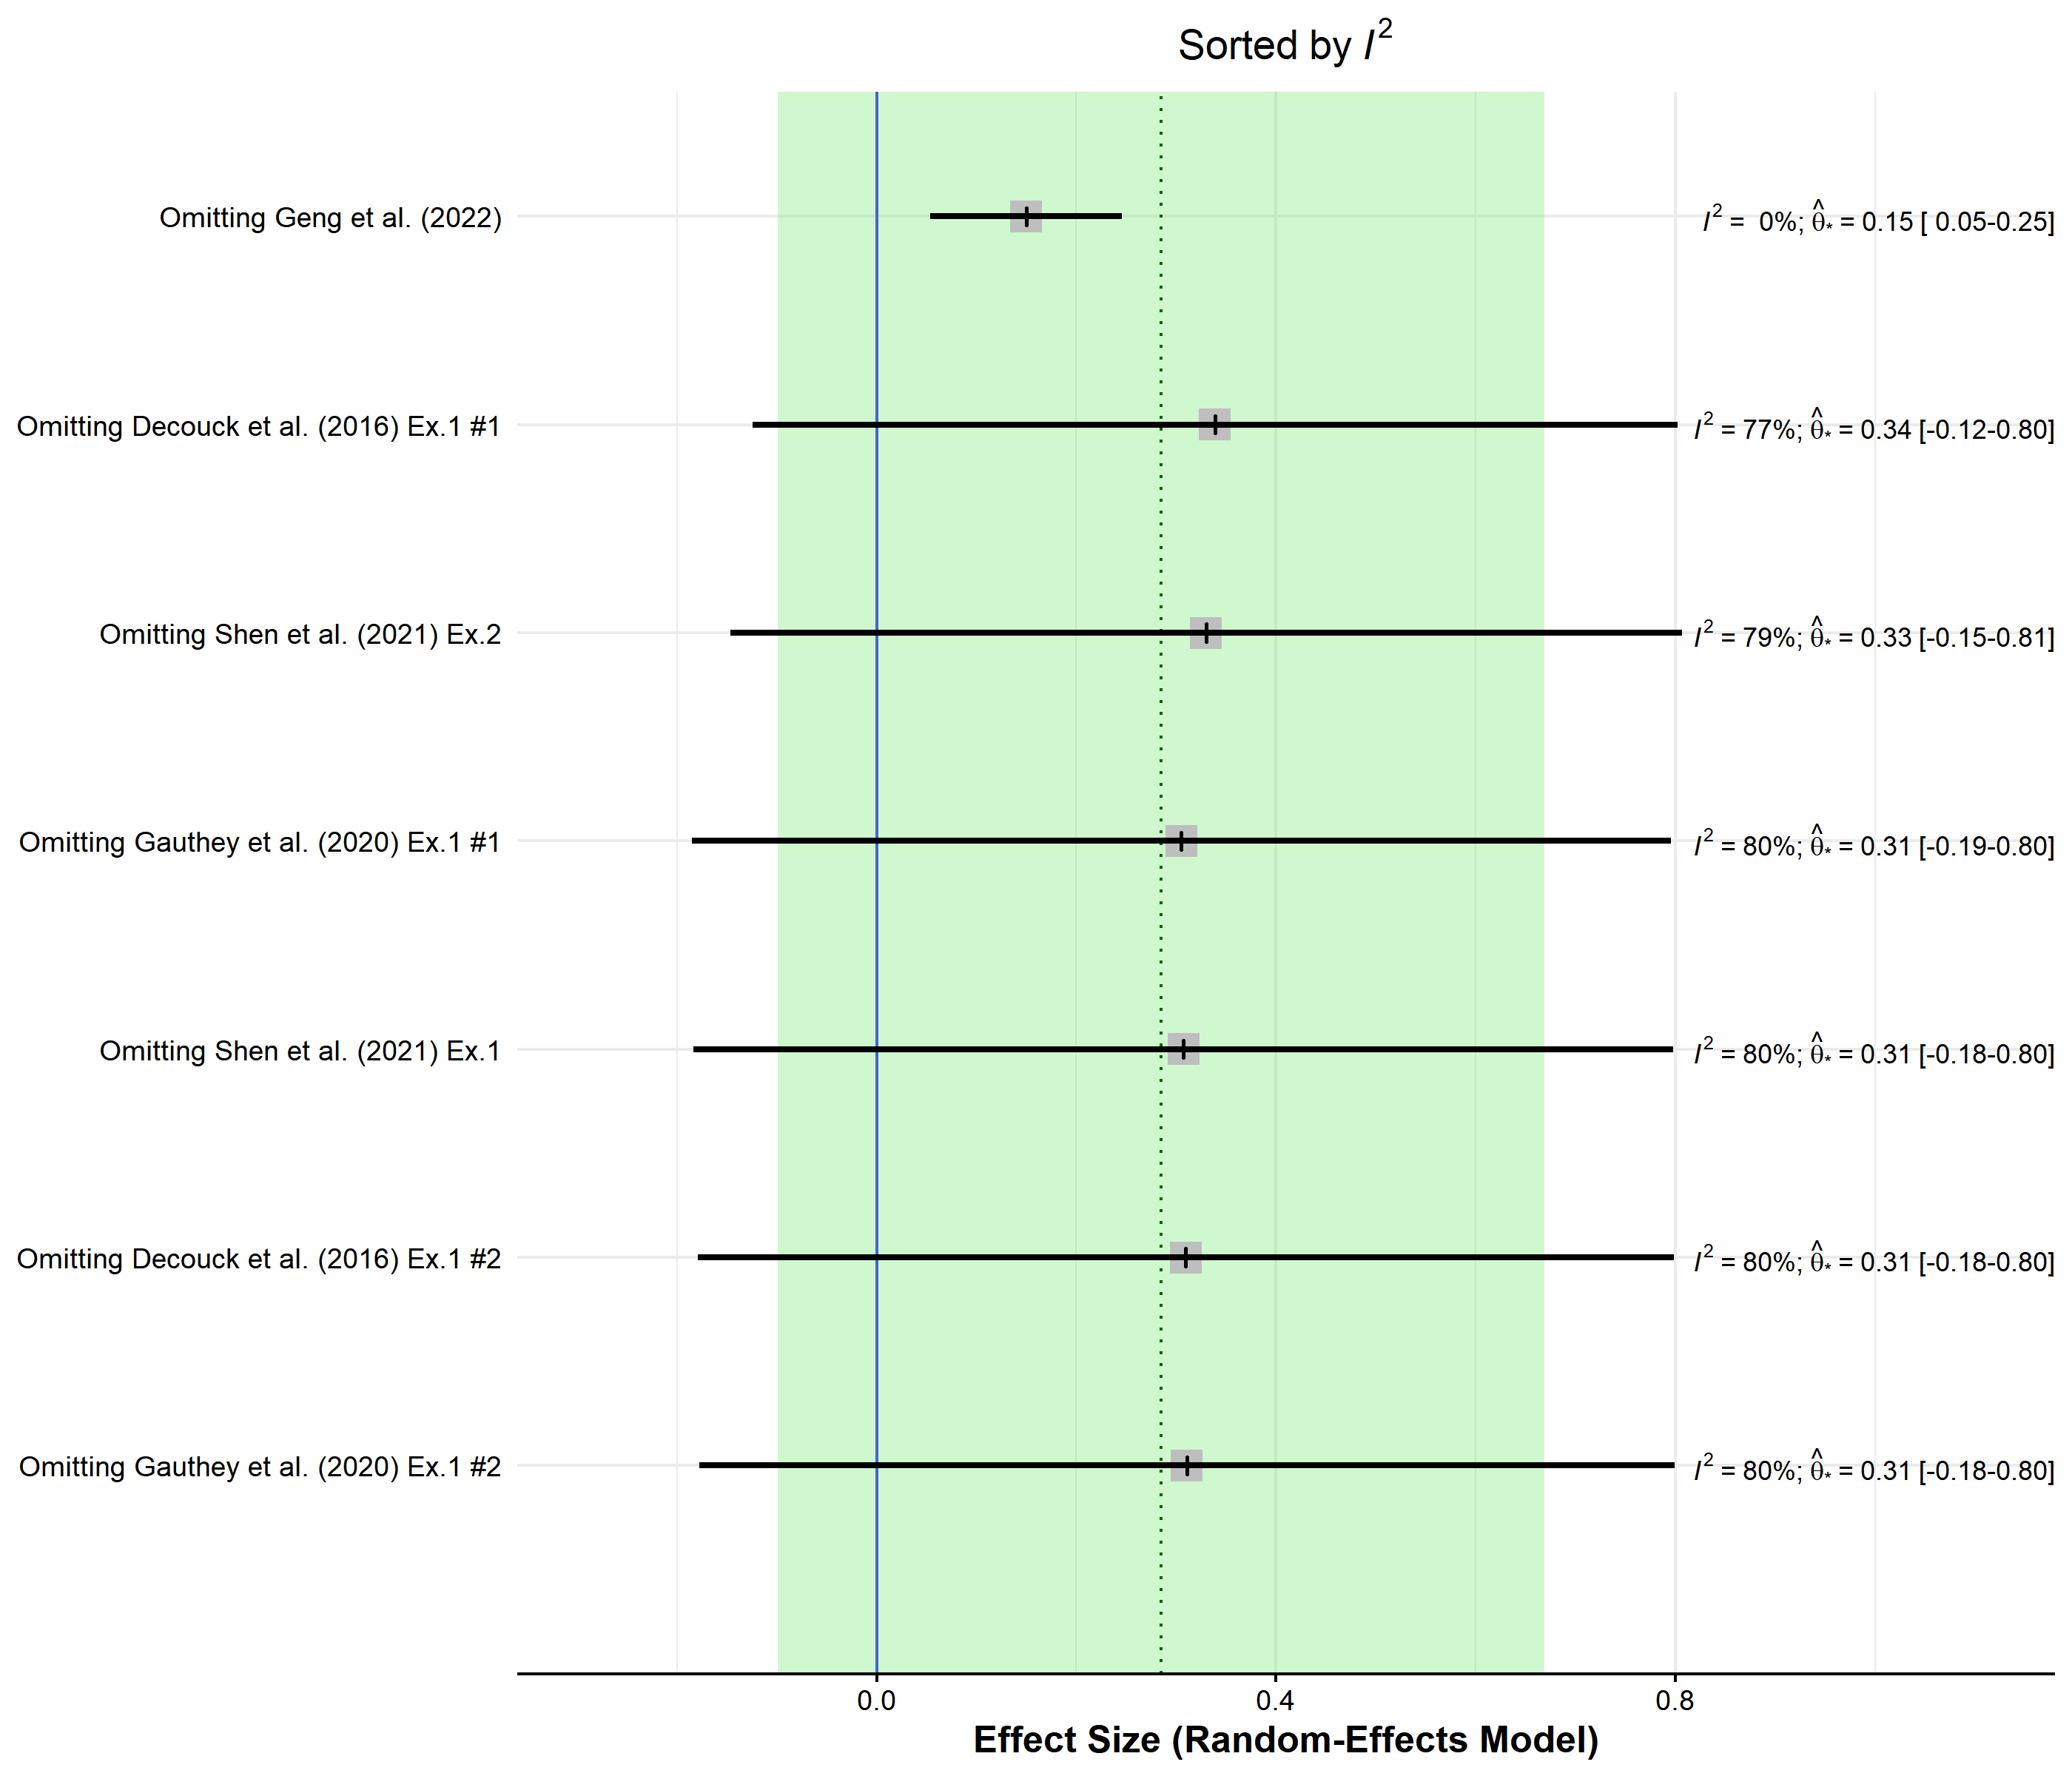 Sorted by I²
Omitting Geng et al. (2022) I² = 0%; θ̂* = 0.15 [ 0.05-0.25]
Omitting Decouck et al. (2016) Ex.1 #1 I² = 77%; θ̂* = 0.34 [-0.12-0.80]
Omitting Shen et al. (2021) Ex.2 I² = 79%; θ̂* = 0.33 [-0.15-0.81]
Omitting Gauthey et al. (2020) Ex.1 #1 I² = 80%; θ̂* = 0.31 [-0.19-0.80]
Omitting Shen et al. (2021) Ex.1 I² = 80%; θ̂* = 0.31 [-0.18-0.80]
Omitting Decouck et al. (2016) Ex.1 #2 I² = 80%; θ̂* = 0.31 [-0.18-0.80]
Omitting Gauthey et al. (2020) Ex.1 #2 I² = 80%; θ̂* = 0.31 [-0.18-0.80]
0.0 0.4 0.8
Effect Size (Random-Effects Model)